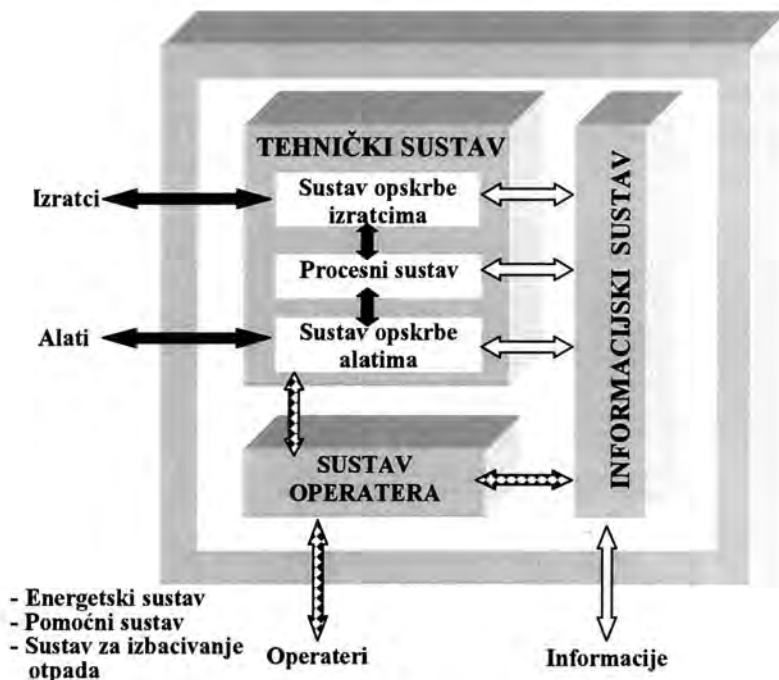 TEHNIČKI SUSTAV
Izratci
Sustav opskrbe
izratcima
Procesni sustav
Alati
Sustav opskrbe
alatima
INFORMACIJSKI SUSTAV
SUSTAV
OPERATERA
- Energetski sustav
- Pomoćni sustav
- Sustav za izbacivanje
otpada
Operateri
Informacije